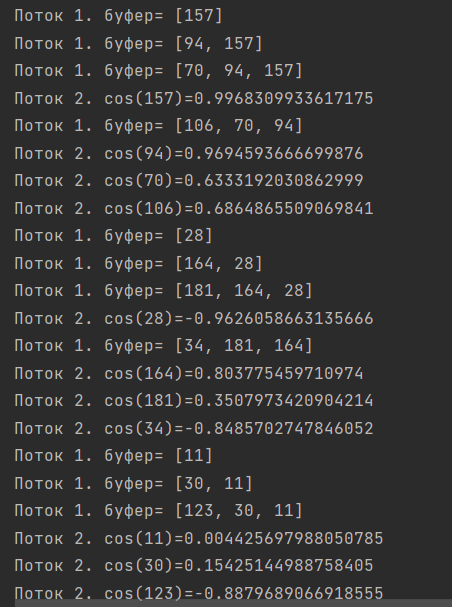 Поток 1. буфер= [157]
Поток 1. буфер= [94, 157]
Поток 1. буфер= [70, 94, 157]
Поток 2. cos(157)=0.9968309933617175
Поток 1. буфер= [106, 70, 94]
Поток 2. cos(94)=0.9694593666699876
Поток 2. cos(70)=0.6333192030862999
Поток 2. cos(106)=0.6864865509069841
Поток 1. буфер= [28]
Поток 1. буфер= [164, 28]
Поток 1. буфер= [181, 164, 28]
Поток 2. cos(28)=-0.9626058663135666
Поток 1. буфер= [34, 181, 164]
Поток 2. cos(164)=0.803775459710974
Поток 2. cos(181)=0.3507973420904214
Поток 2. cos(34)=-0.8485702747846052
Поток 1. буфер= [11]
Поток 1. буфер= [30, 11]
Поток 1. буфер= [123, 30, 11]
Поток 2. cos(11)=0.004425697988050785
Поток 2. cos(30)=0.15425144988758405
Поток 2. cos(123)=-0.8879689066918555